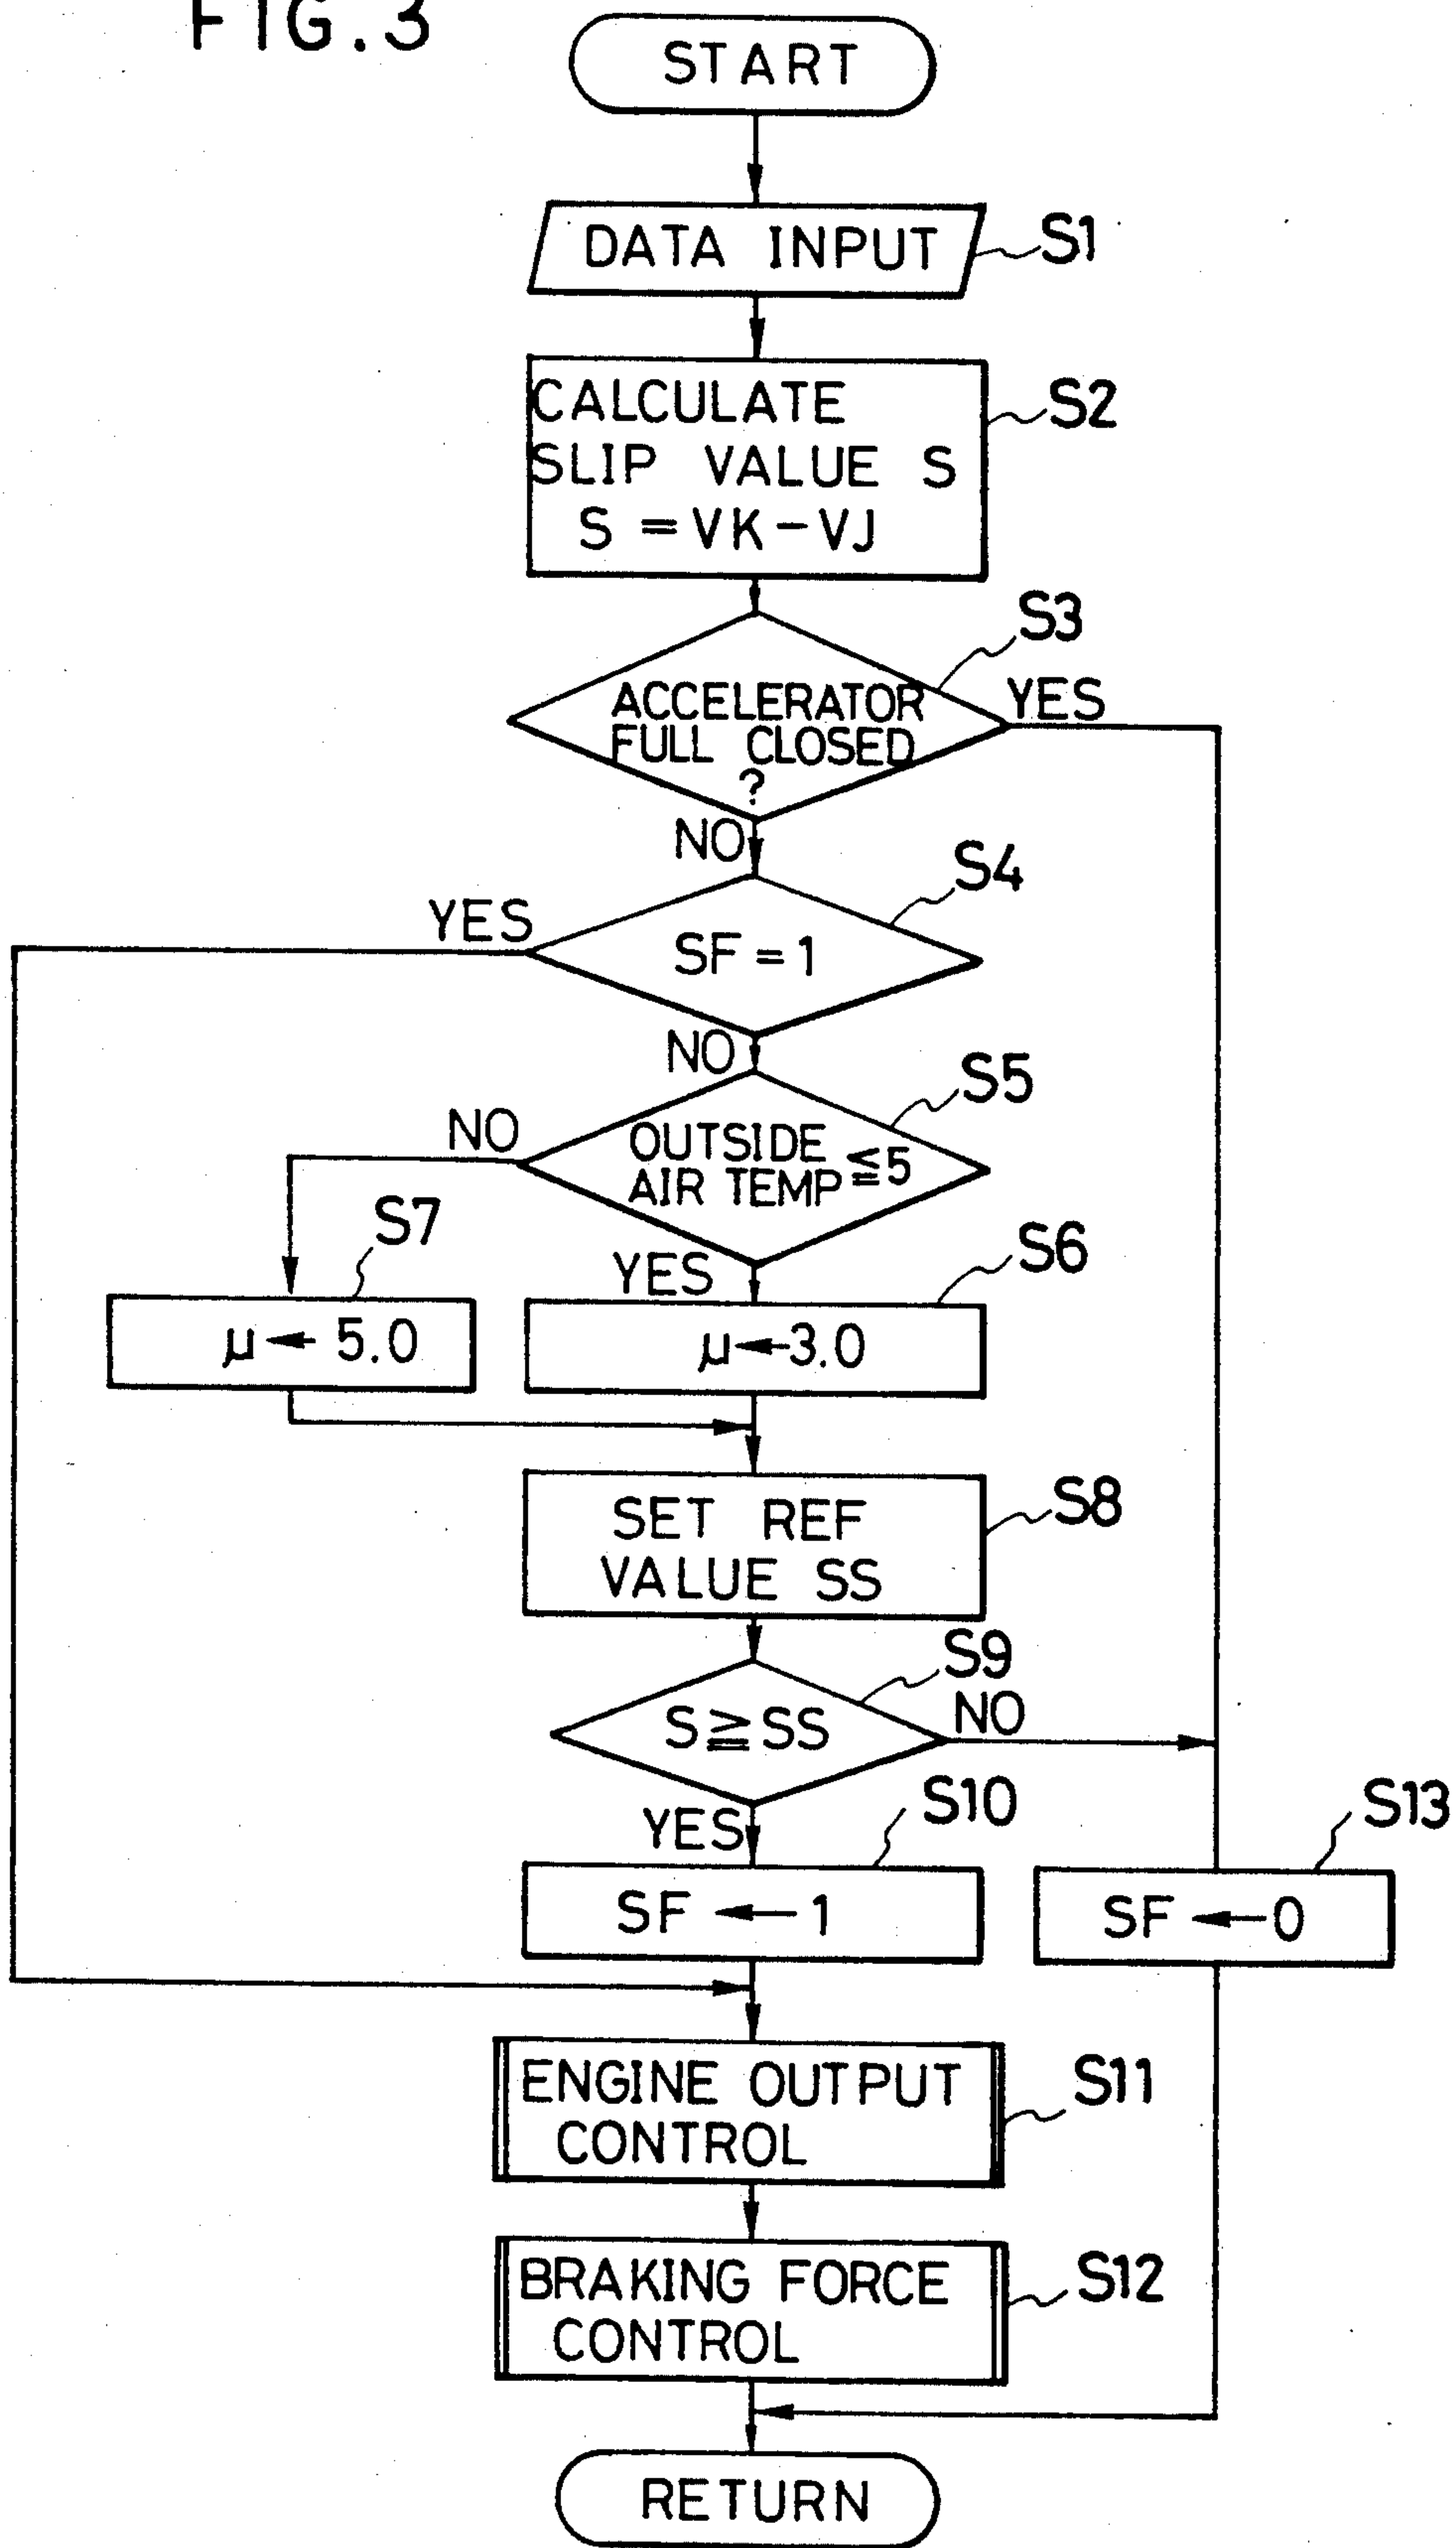 FIG.3
START
DATA INPUT
S1
CALCULATE
SLIP VALUE S
S = VK - VJ
S2
S3
ACCELERATOR
FULL CLOSED
?
YES
NO
S4
YES
SF = 1
NO
S5
NO
OUTSIDE
AIR TEMP ≦ 5
S7
YES
S6
μ ← 5.0
μ ← 3.0
SET REF
VALUE SS
S8
S9
S ≧ SS
NO
YES
S10
S13
SF ← 1
SF ← 0
ENGINE OUTPUT
CONTROL
S11
BRAKING FORCE
CONTROL
S12
RETURN